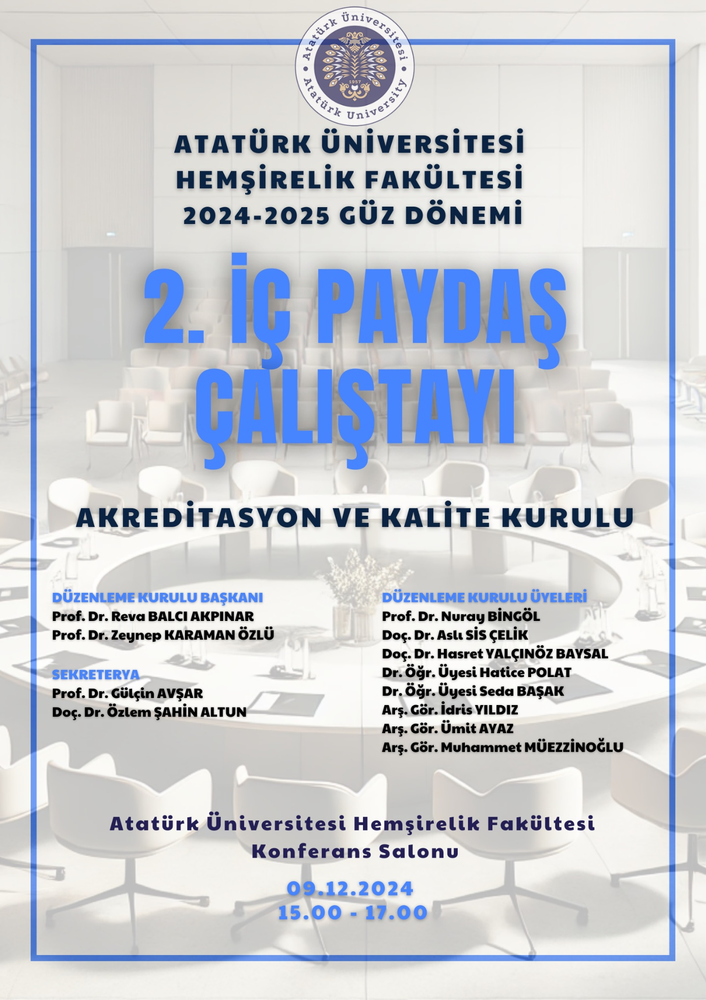 Atatürk Üniversitesi
1957
Atatürk University
ATATÜRK ÜNİVERSİTESİ
HEMŞİRELİK FAKÜLTESİ
2024-2025 GÜZ DÖNEMİ
2. İÇ PAYDAŞ
ÇALIŞTAYI
AKREDİTASYON VE KALİTE KURULU
DÜZENLEME KURULU BAŞKANI
Prof. Dr. Reva BALCI AKPINAR
Prof. Dr. Zeynep KARAMAN ÖZLÜ
SEKRETERYA
Prof. Dr. Gülçin AVŞAR
Doç. Dr. Özlem ŞAHİN ALTUN
DÜZENLEME KURULU ÜYELERİ
Prof. Dr. Nuray BİNGÖL
Doç. Dr. Aslı SİS ÇELİK
Doç. Dr. Hasret YALÇINÖZ BAYSAL
Dr. Öğr. Üyesi Hatice POLAT
Dr. Öğr. Üyesi Seda BAŞAK
Arş. Gör. İdris YILDIZ
Arş. Gör. Ümit AYAZ
Arş. Gör. Muhammet MÜEZZİNOĞLU
Atatürk Üniversitesi Hemşirelik Fakültesi
Konferans Salonu
09.12.2024
15.00 - 17.00